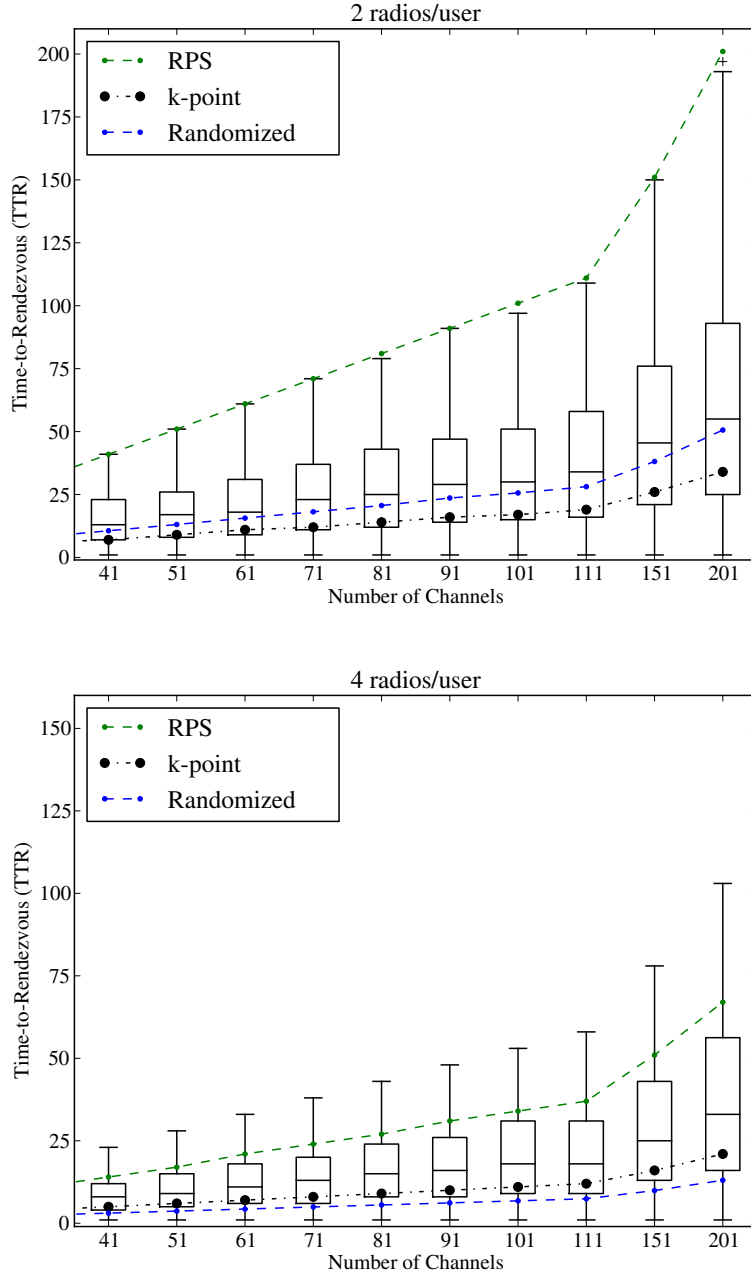 2 radios/user
200
175
150
125
100
75
50
25
0
Time-to-Rendezvous (TTR)
RPS
k-point
Randomized
41 51 61 71 81 91 101 111 151 201
Number of Channels
4 radios/user
150
100
75
50
25
0
Time-to-Rendezvous (TTR)
RPS
k-point
Randomized
41 51 61 71 81 91 101 111 151 201
Number of Channels